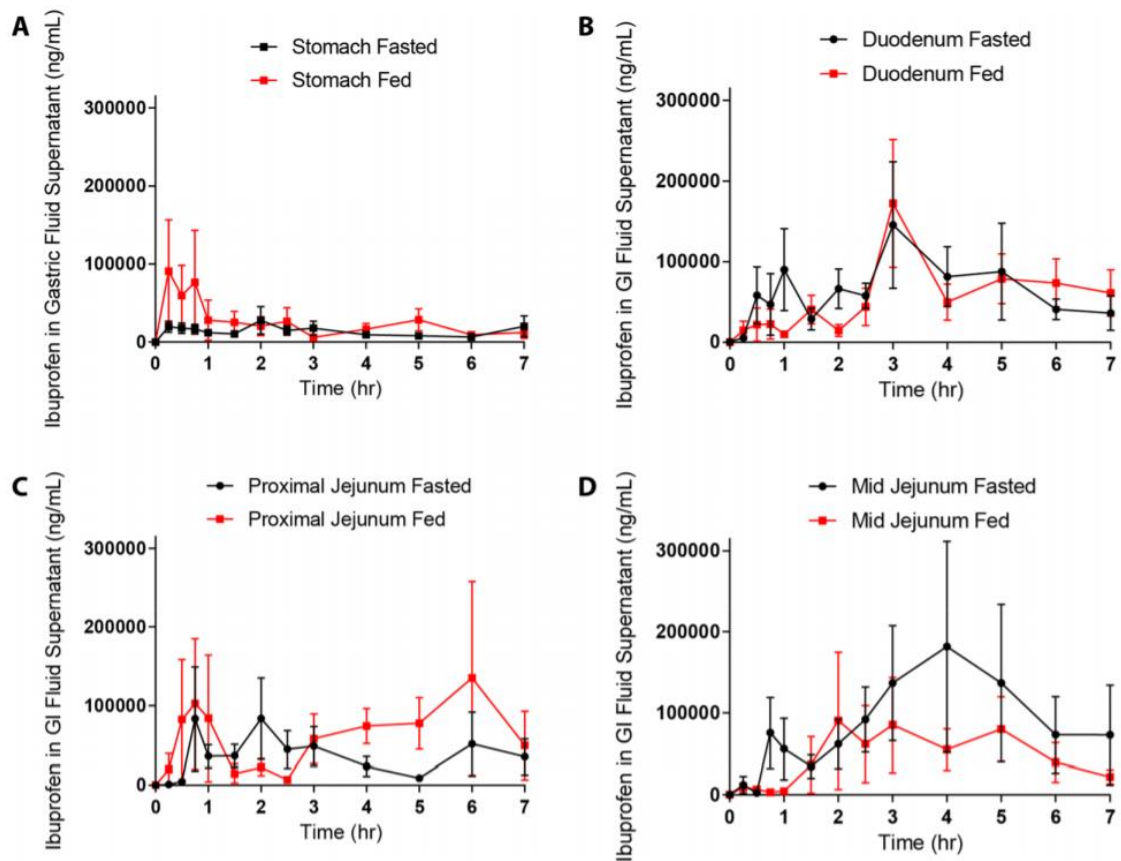 A
Stomach Fasted
Stomach Fed
Ibuprofen in Gastric Fluid Supernatant (ng/mL)
300000
200000
100000
0
0 1 2 3 4 5 6 7
Time (hr)
B
Duodenum Fasted
Duodenum Fed
Ibuprofen in GI Fluid Supernatant (ng/mL)
300000
200000
100000
0
0 1 2 3 4 5 6 7
Time (hr)
C
Proximal Jejunum Fasted
Proximal Jejunum Fed
Ibuprofen in GI Fluid Supernatant (ng/mL)
300000
200000
100000
0
0 1 2 3 4 5 6 7
Time (hr)
D
Mid Jejunum Fasted
Mid Jejunum Fed
Ibuprofen in GI Fluid Supernatant (ng/mL)
300000
200000
100000
0
0 1 2 3 4 5 6 7
Time (hr)